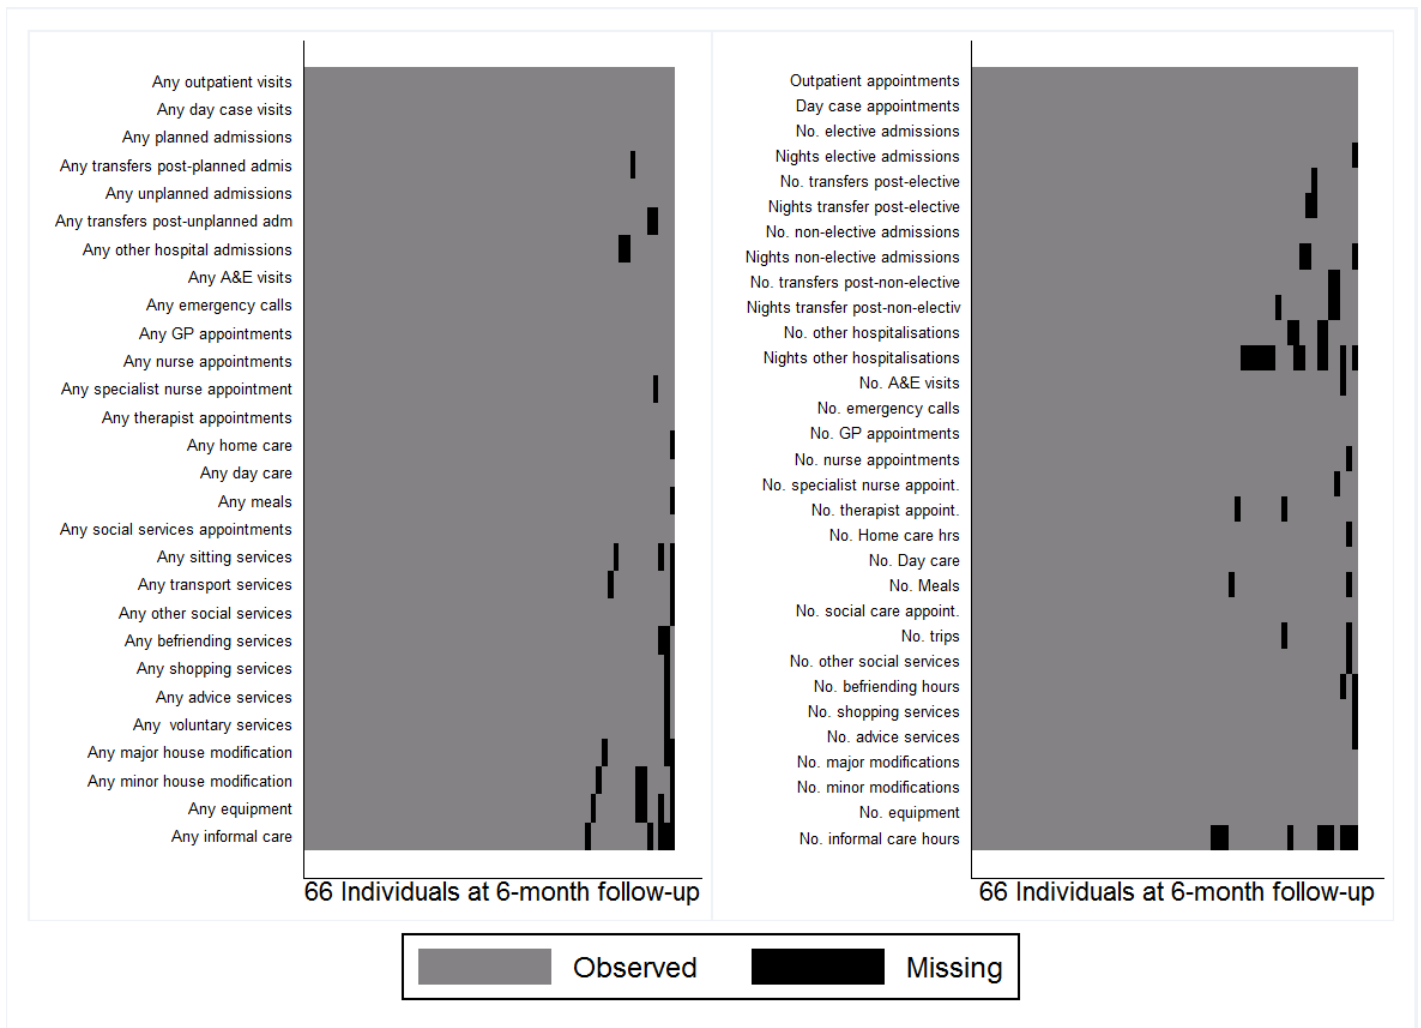 Any outpatient visits
Any day case visits
Any planned admissions
Any transfers post-planned admis
Any unplanned admissions
Any transfers post-unplanned adm
Any other hospital admissions
Any A&E visits
Any emergency calls
Any GP appointments
Any nurse appointments
Any specialist nurse appointment
Any therapist appointments
Any home care
Any day care
Any meals
Any social services appointments
Any sitting services
Any transport services
Any other social services
Any befriending services
Any shopping services
Any advice services
Any  voluntary services
Any major house modification
Any minor house modification
Any equipment
Any informal care
66 Individuals at 6-month follow-up
Outpatient appointments
Day case appointments
No. elective admissions
Nights elective admissions
No. transfers post-elective
Nights transfer post-elective
No. non-elective admissions
Nights non-elective admissions
No. transfers post-non-elective
Nights transfer post-non-electiv
No. other hospitalisations
Nights other hospitalisations
No. A&E visits
No. emergency calls
No. GP appointments
No. nurse appointments
No. specialist nurse appoint.
No. therapist appoint.
No. Home care hrs
No. Day care
No. Meals
No. social care appoint.
No. trips
No. other social services
No. befriending hours
No. shopping services
No. advice services
No. major modifications
No. minor modifications
No. equipment
No. informal care hours
66 Individuals at 6-month follow-up
Observed
Missing